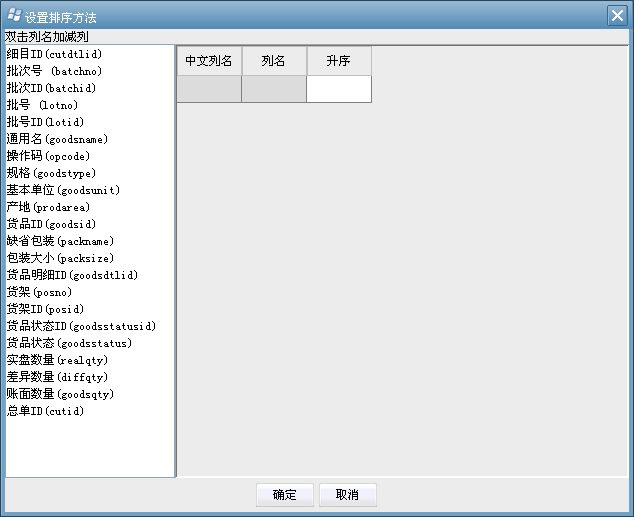 设置排序方法
双击列名加减列
细目ID(cutdtlid)
批次号 (batchno)
批次ID(batchid)
批号 (lotno)
批号ID(lotid)
通用名(goodsname)
操作码(opcode)
规格(goodstype)
基本单位(goodsunit)
产地(prodarea)
货品ID(goodsid)
缺省包装(packname)
包装大小(packsize)
货品明细ID(goodsdtlid)
货架(posno)
货架ID(posid)
货品状态ID(goodsstatusid)
货品状态(goodsstatus)
实盘数量(realqty)
差异数量(diffqty)
账面数量(goodsqty)
总单ID(cutid)
中文列名 列名 升序
确定 取消